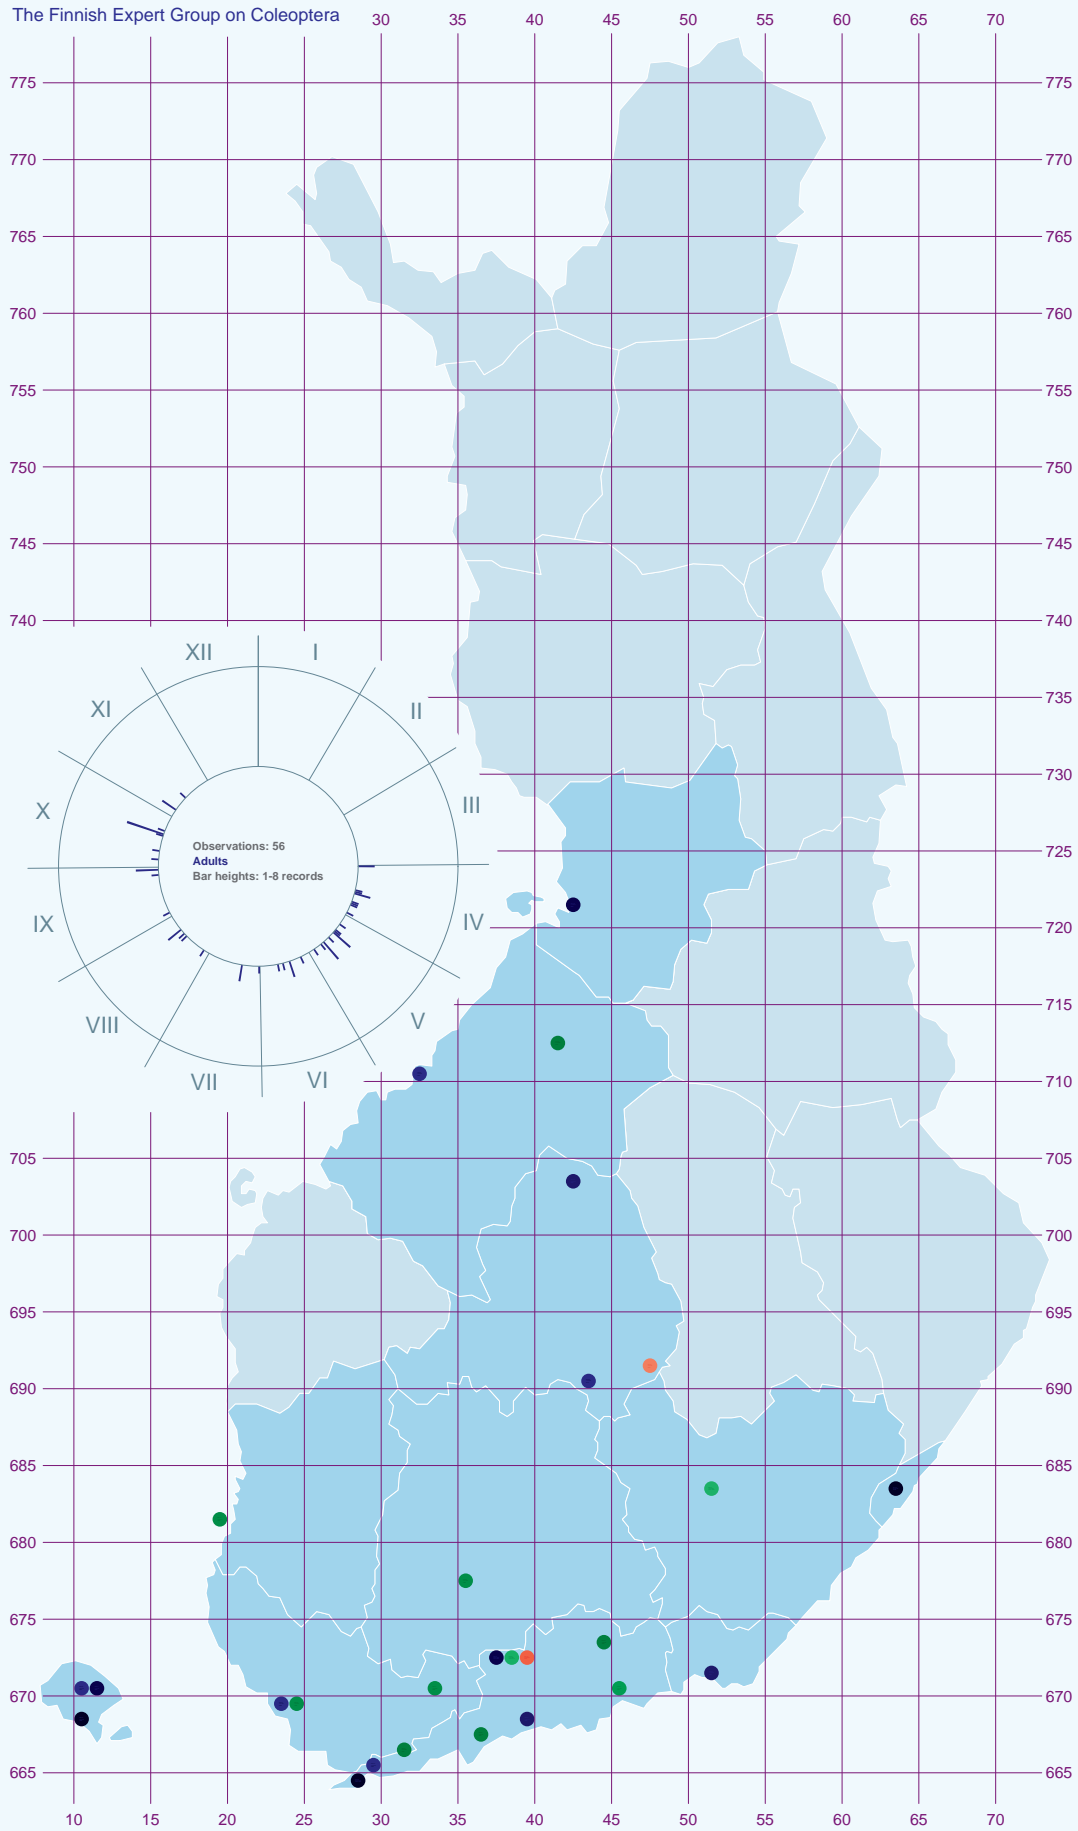 The Finnish Expert Group on Coleoptera
30 40 45 50 55 60 65 70
775 775
770 770
765 765
760 760
755 755
750 750
745 745
740 740
XII I
735
XI II
730
X III
725
Observations: 56
Adults
Bar heights: 1-8 records
IX IV
720
715
VIII V
VII VI
710
705 705
700 700
695 695
690 690
685 685
680 680
675 675
670 670
665 665
10 15 20 25 30 35 40 45 50 55 60 65 70